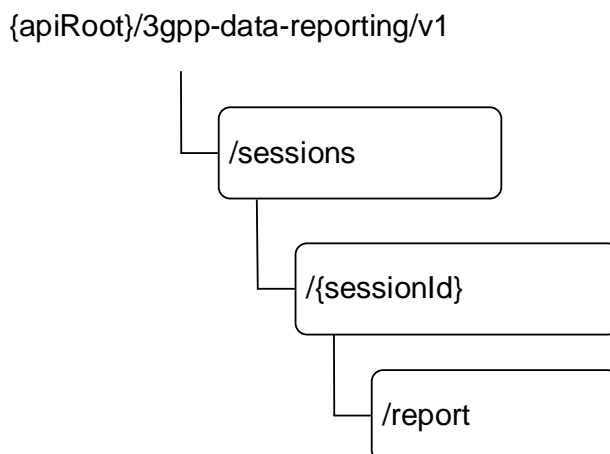 {apiRoot}/3gpp-data-reporting/v1
/sessions
/{sessionId}
/report